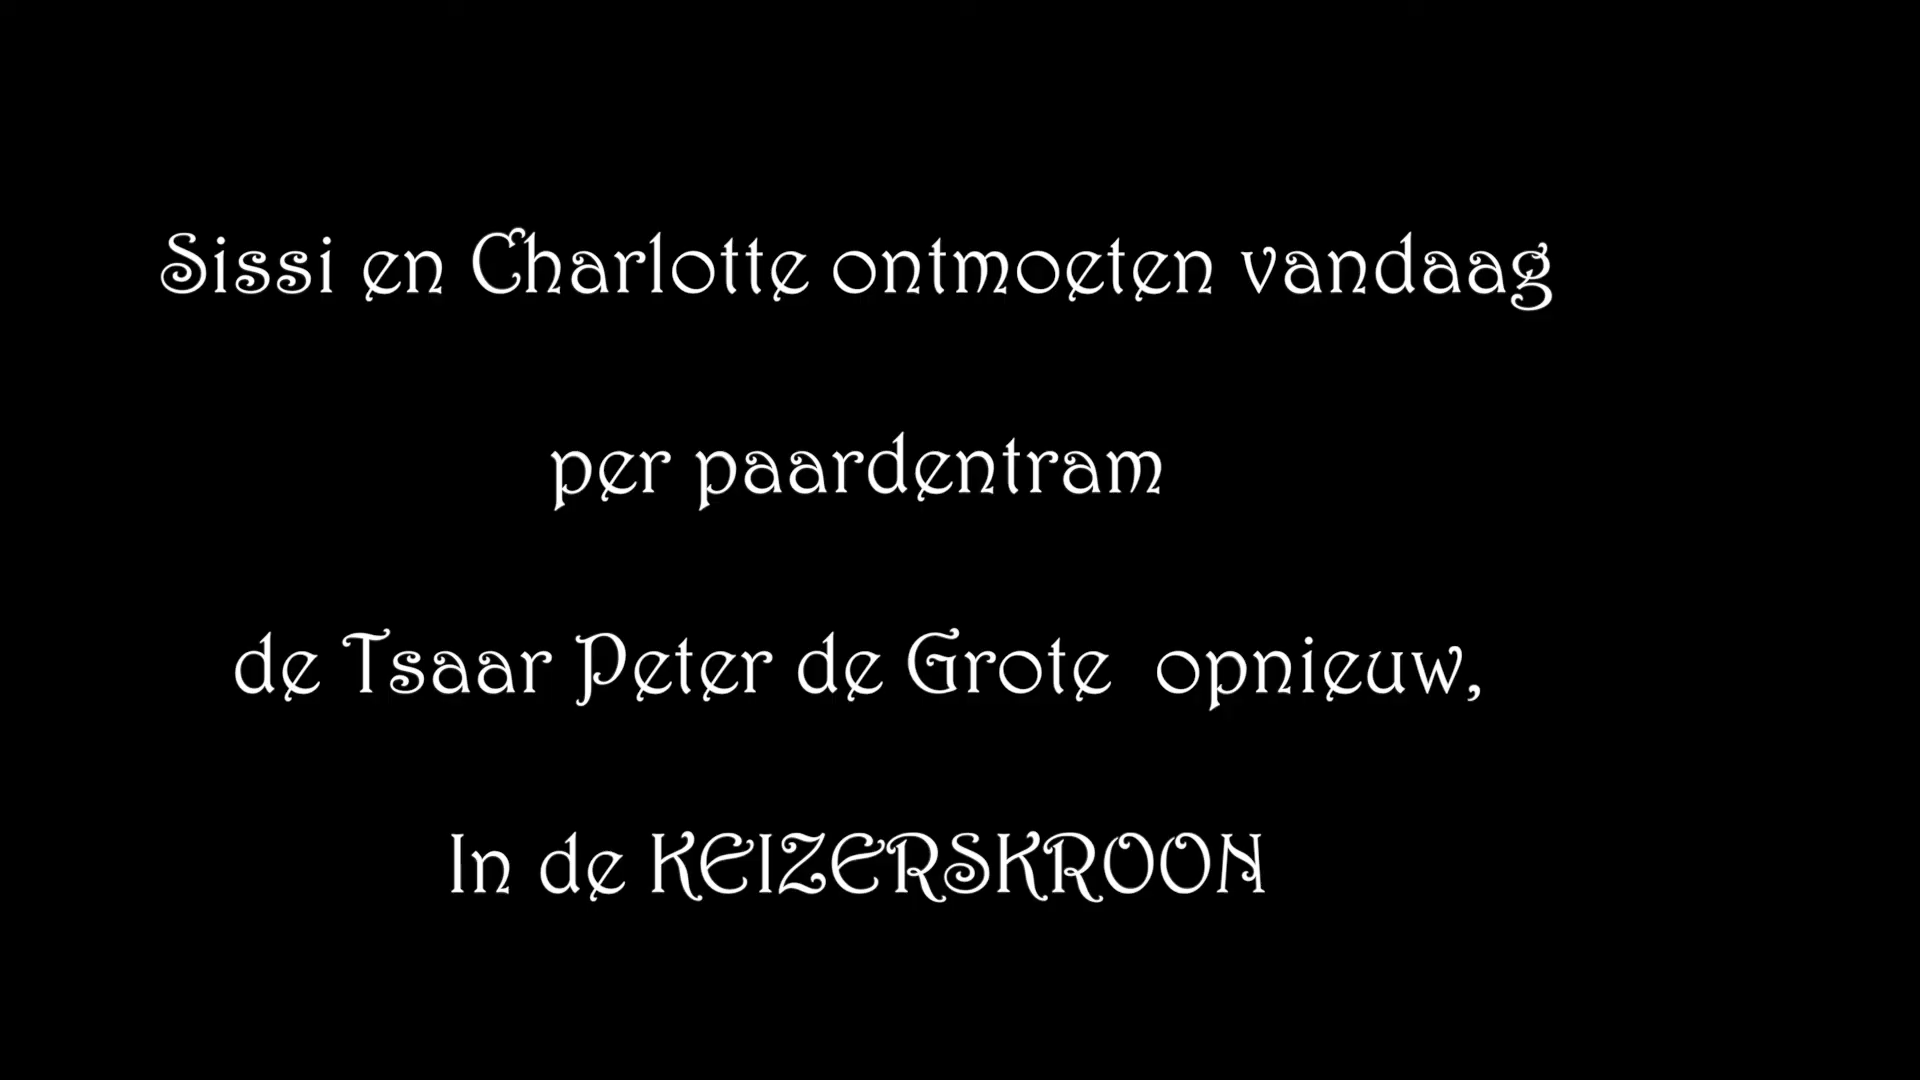 Sissi en Charlotte ontmoeten vandaag
per paardentram
de Tsaar Peter de Grote  opnieuw,
In de KEIZERSKROON